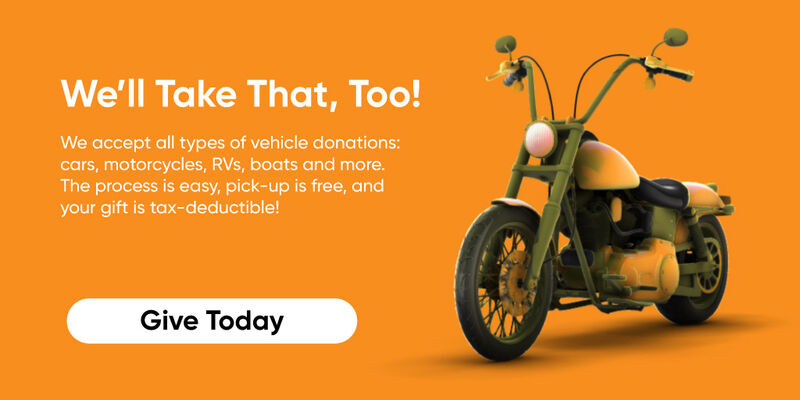 We’ll Take That, Too!
We accept all types of vehicle donations:
cars, motorcycles, RVs, boats and more.
The process is easy, pick-up is free, and
your gift is tax-deductible!
Give Today